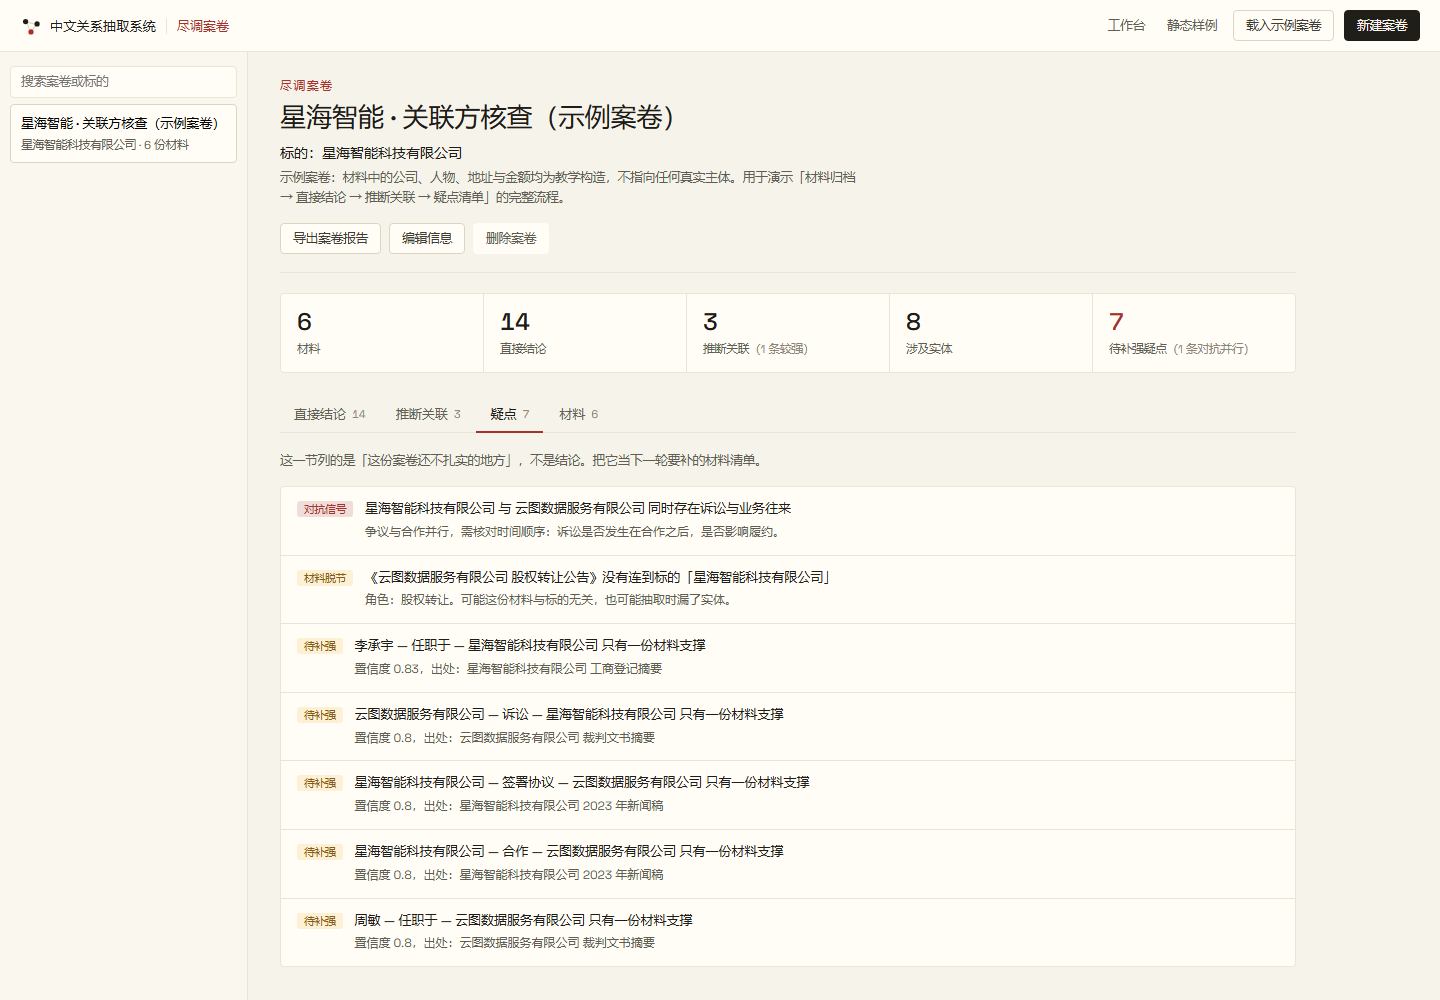 中文关系抽取系统 尽调案卷
工作台 静态样例 载入示例案卷 新建案卷
搜索案卷或标的
星海智能 · 关联方核查（示例案卷）
星海智能科技有限公司 · 6 份材料
尽调案卷
星海智能 · 关联方核查（示例案卷）
标的：星海智能科技有限公司
示例案卷：材料中的公司、人物、地址与金额均为教学构造，不指向任何真实主体。用于演示「材料归档
→ 直接结论 → 推断关联 → 疑点清单」的完整流程。
导出案卷报告 编辑信息 删除案卷
6 14 3 8 7
材料 直接结论 推断关联（1 条较强） 涉及实体 待补强疑点（1 条对抗并行）
直接结论 14 推断关联 3 疑点 7 材料 6
这一节列的是「这份案卷还不扎实的地方」，不是结论。把它当下一轮要补的材料清单。
对抗信号 星海智能科技有限公司 与 云图数据服务有限公司 同时存在诉讼与业务往来
争议与合作并行，需核对时间顺序：诉讼是否发生在合作之后，是否影响履约。
材料脱节 《云图数据服务有限公司 股权转让公告》没有连到标的「星海智能科技有限公司」
角色：股权转让。可能这份材料与标的无关，也可能抽取时漏了实体。
待补强 李承宇 — 任职于 — 星海智能科技有限公司 只有一份材料支撑
置信度 0.83，出处：星海智能科技有限公司 工商登记摘要
待补强 云图数据服务有限公司 — 诉讼 — 星海智能科技有限公司 只有一份材料支撑
置信度 0.8，出处：云图数据服务有限公司 裁判文书摘要
待补强 星海智能科技有限公司 — 签署协议 — 云图数据服务有限公司 只有一份材料支撑
置信度 0.8，出处：星海智能科技有限公司 2023 年新闻稿
待补强 星海智能科技有限公司 — 合作 — 云图数据服务有限公司 只有一份材料支撑
置信度 0.8，出处：星海智能科技有限公司 2023 年新闻稿
待补强 周敏 — 任职于 — 云图数据服务有限公司 只有一份材料支撑
置信度 0.8，出处：云图数据服务有限公司 裁判文书摘要